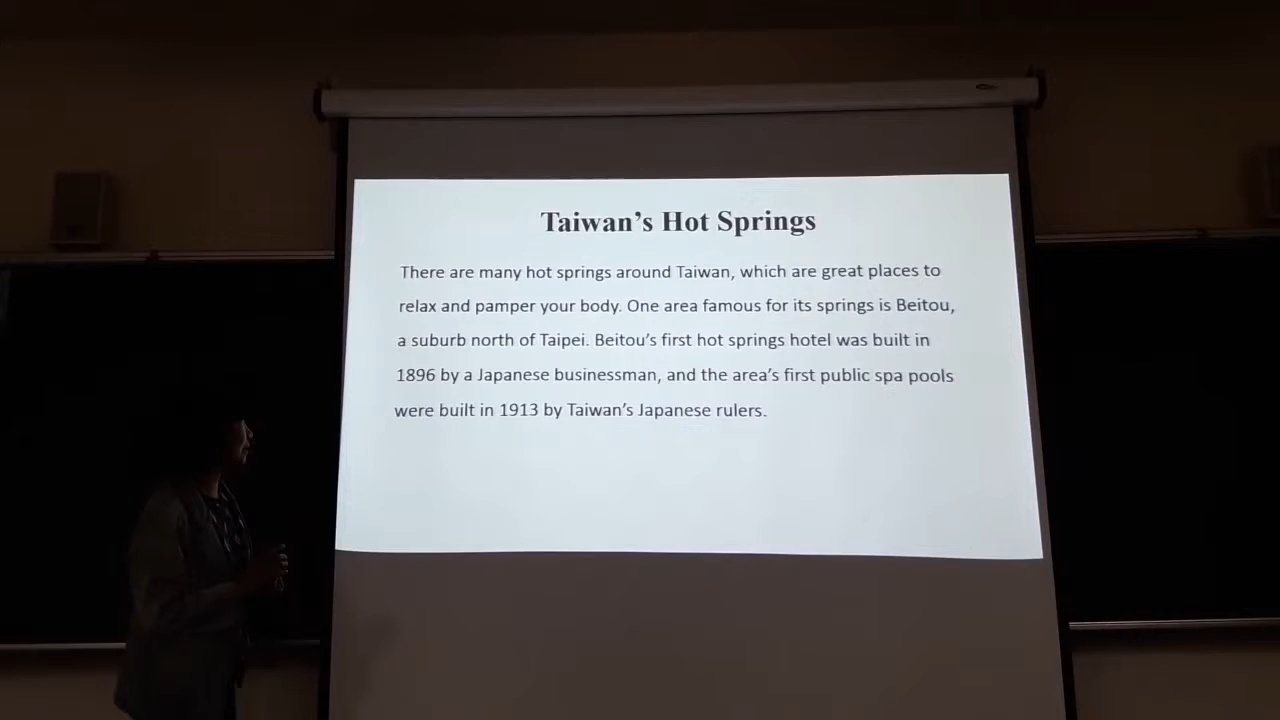 Taiwan’s Hot Springs
There are many hot springs around Taiwan, which are great places to
relax and pamper your body. One area famous for its springs is Beitou,
a suburb north of Taipei. Beitou’s first hot springs hotel was built in
1896 by a Japanese businessman, and the area’s first public spa pools
were built in 1913 by Taiwan’s Japanese rulers.